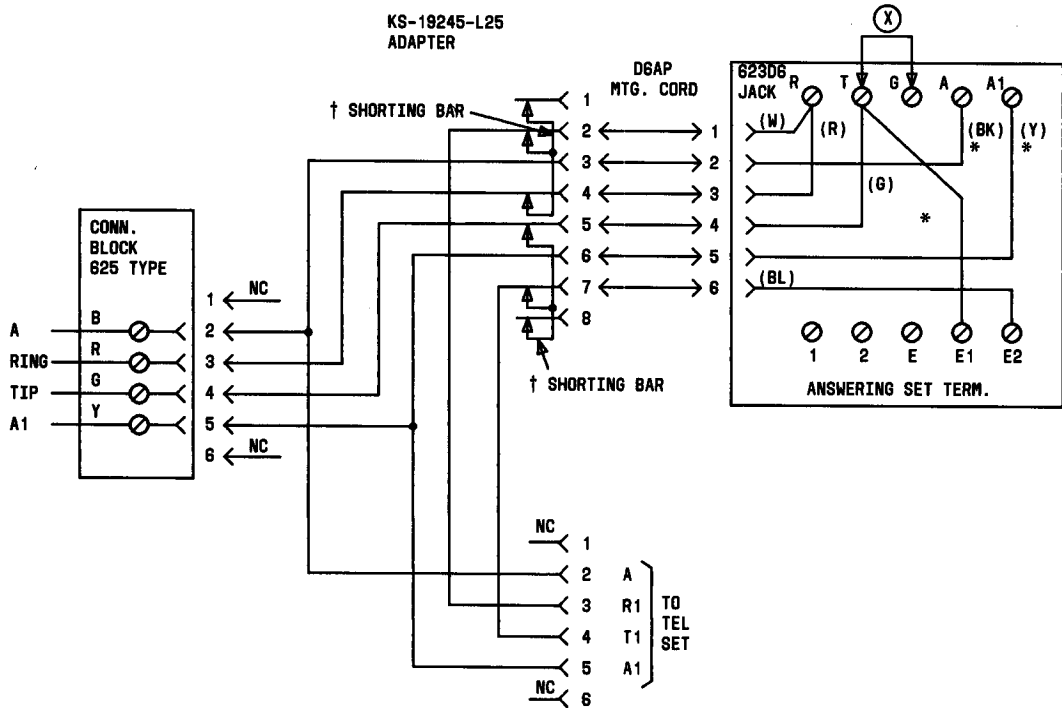 KS-19245-L25
ADAPTER
X
D6AP
MTG. CORD
623D6
JACK
R T G A A1
† SHORTING BAR
1
2 1 (W) (R) (BK) (Y)
* *
3 2
4 3 (G)
5 4 *
6 5
7 6 (BL)
8
† SHORTING BAR
1 2 E E1 E2
ANSWERING SET TERM.
CONN.
BLOCK
625 TYPE
1 NC
A B 2
RING R 3
TIP G 4
A1 Y 5
6 NC
NC 1
2 A
3 R1
4 T1
5 A1
NC 6
TO
TEL
SET